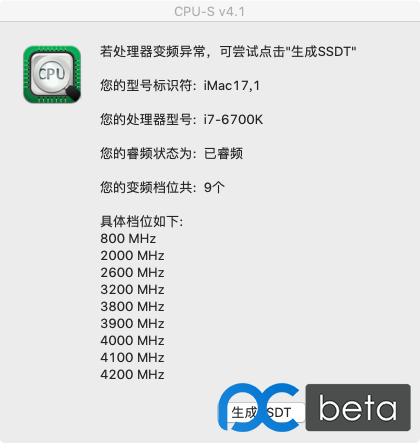 CPU-S v4.1
CPU
若处理器变频异常，可尝试点击"生成SSDT"
您的型号标识符：iMac17,1
您的处理器型号：i7-6700K
您的睿频状态为：已睿频
您的变频档位共：9个
具体档位如下：
800 MHz
2000 MHz
2600 MHz
3200 MHz
3800 MHz
3900 MHz
4000 MHz
4100 MHz
4200 MHz
生成SSDT
pc beta